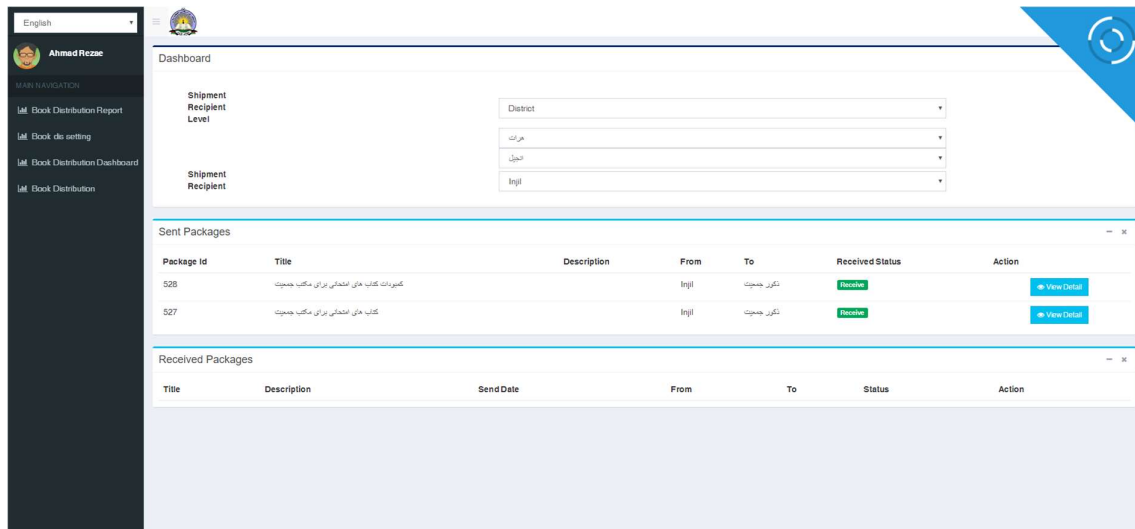 English
Ahmad Rezae
MAIN NAVIGATION
Book Distribution Report
Book dis setting
Book Distribution Dashboard
Book Distribution
Dashboard
Shipment
Recipient
Level
District
هرات
انجیل
Shipment
Recipient
Injil
Sent Packages
Package Id Title Description From To Received Status Action
528 کمبودات کتاب های امتحانی برای مکتب جمعیت Injil ذکور جمعیت Receive View Detail
527 کتاب های امتحانی برای مکتب جمعیت Injil ذکور جمعیت Receive View Detail
Received Packages
Title Description Send Date From To Status Action